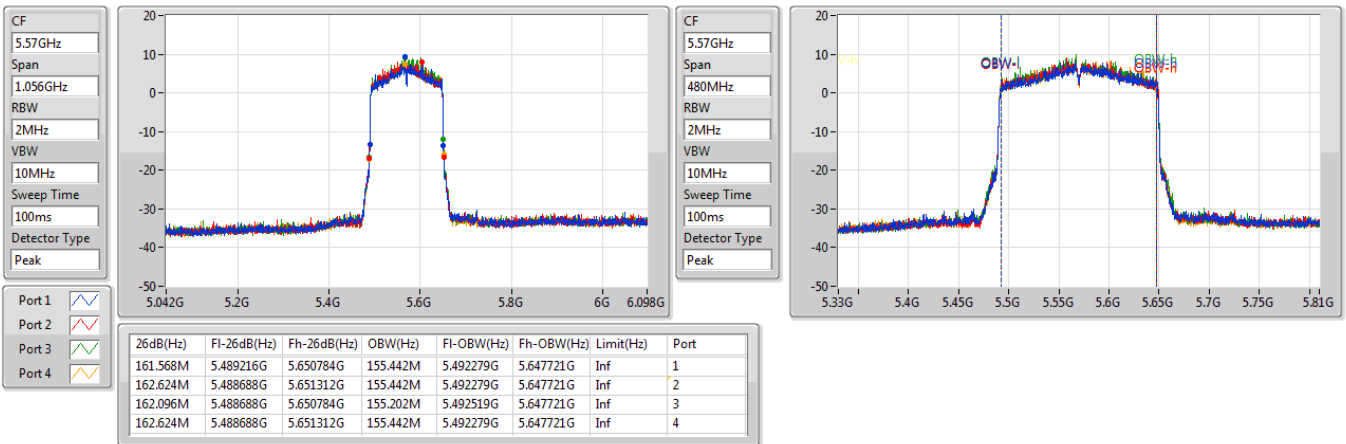 CF
5.57GHz
Span
1.056GHz
RBW
2MHz
VBW
10MHz
Sweep Time
100ms
Detector Type
Peak
20
10
0
-10
-20
-30
-40
-50
5.042G 5.2G 5.4G 5.6G 5.8G 6G 6.098G
CF
5.57GHz
Span
480MHz
RBW
2MHz
VBW
10MHz
Sweep Time
100ms
Detector Type
Peak
20
10
0
-10
-20
-30
-40
-50
OBW-l
OBW-h
OBW-h
5.33G 5.4G 5.45G 5.5G 5.55G 5.6G 5.65G 5.7G 5.75G 5.81G
Port 1
Port 2
Port 3
Port 4
26dB(Hz) Fl-26dB(Hz) Fh-26dB(Hz) OBW(Hz) Fl-OBW(Hz) Fh-OBW(Hz) Limit(Hz) Port
161.568M 5.489216G 5.650784G 155.442M 5.492279G 5.647721G Inf 1
162.624M 5.488688G 5.651312G 155.442M 5.492279G 5.647721G Inf 2
162.096M 5.488688G 5.650784G 155.202M 5.492519G 5.647721G Inf 3
162.624M 5.488688G 5.651312G 155.442M 5.492279G 5.647721G Inf 4